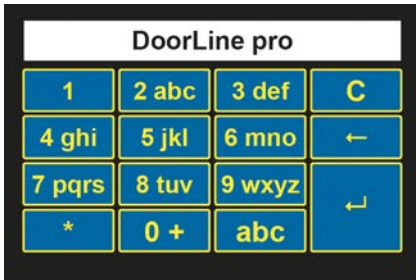 DoorLine pro
1 2 abc 3 def C
4 ghi 5 jkl 6 mno ←
7 pqrs 8 tuv 9 wxyz ↵
* 0 + abc